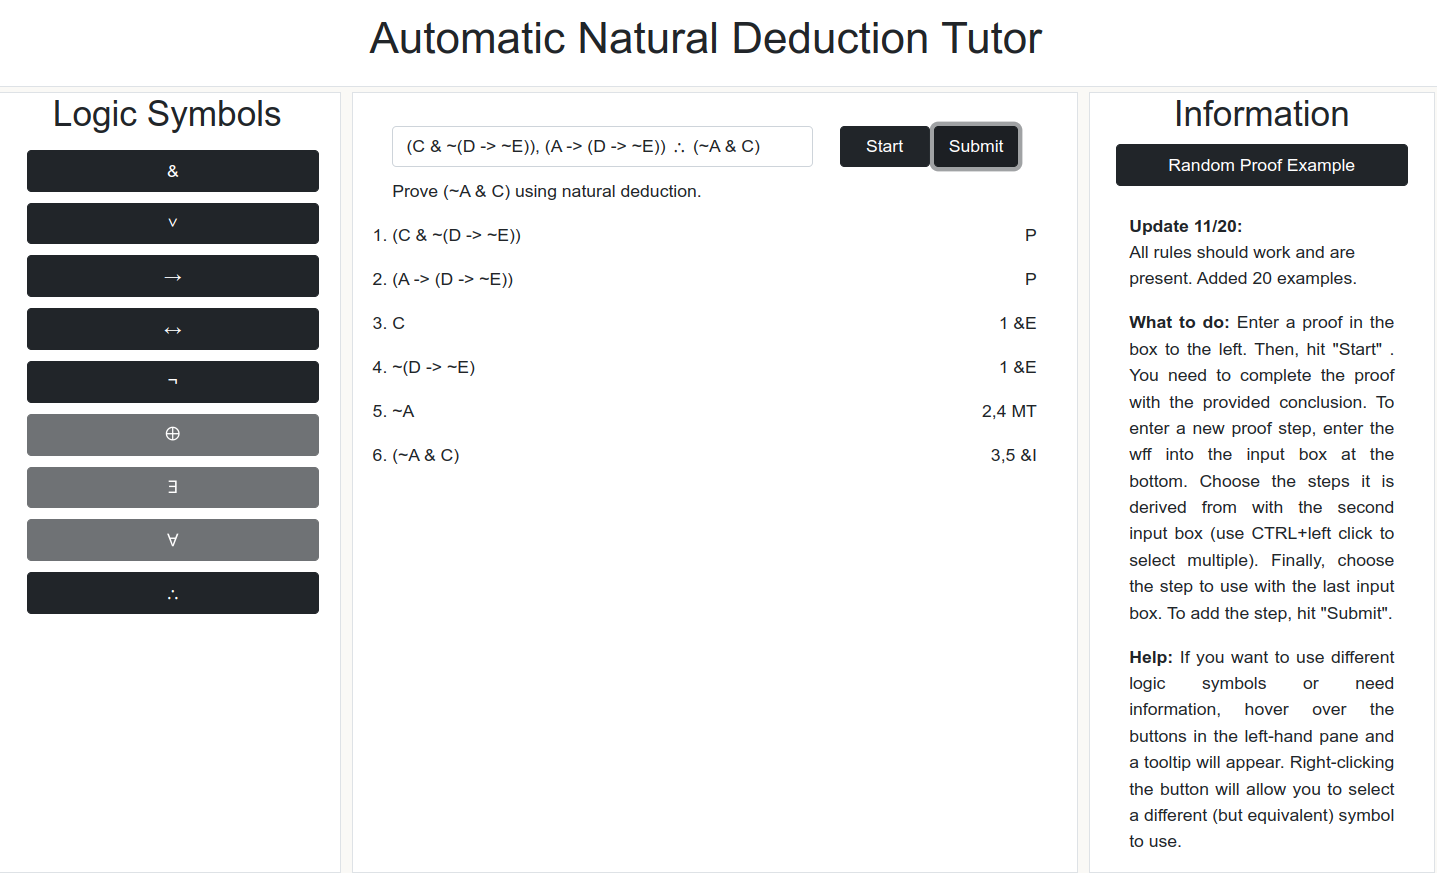 Automatic Natural Deduction Tutor
Logic Symbols
&
∨
→
↔
¬
⊕
∃
∀
∴
(C & ~(D -> ~E)), (A -> (D -> ~E)) ∴ (~A & C)
Start
Submit
Prove (~A & C) using natural deduction.
1. (C & ~(D -> ~E)) P
2. (A -> (D -> ~E)) P
3. C 1 &E
4. ~(D -> ~E) 1 &E
5. ~A 2,4 MT
6. (~A & C) 3,5 &I
Information
Random Proof Example
Update 11/20:
All rules should work and are
present. Added 20 examples.
What to do: Enter a proof in the
box to the left. Then, hit "Start" .
You need to complete the proof
with the provided conclusion. To
enter a new proof step, enter the
wff into the input box at the
bottom. Choose the steps it is
derived from with the second
input box (use CTRL+left click to
select multiple). Finally, choose
the step to use with the last input
box. To add the step, hit "Submit".
Help: If you want to use different
logic symbols or need
information, hover over the
buttons in the left-hand pane and
a tooltip will appear. Right-clicking
the button will allow you to select
a different (but equivalent) symbol
to use.